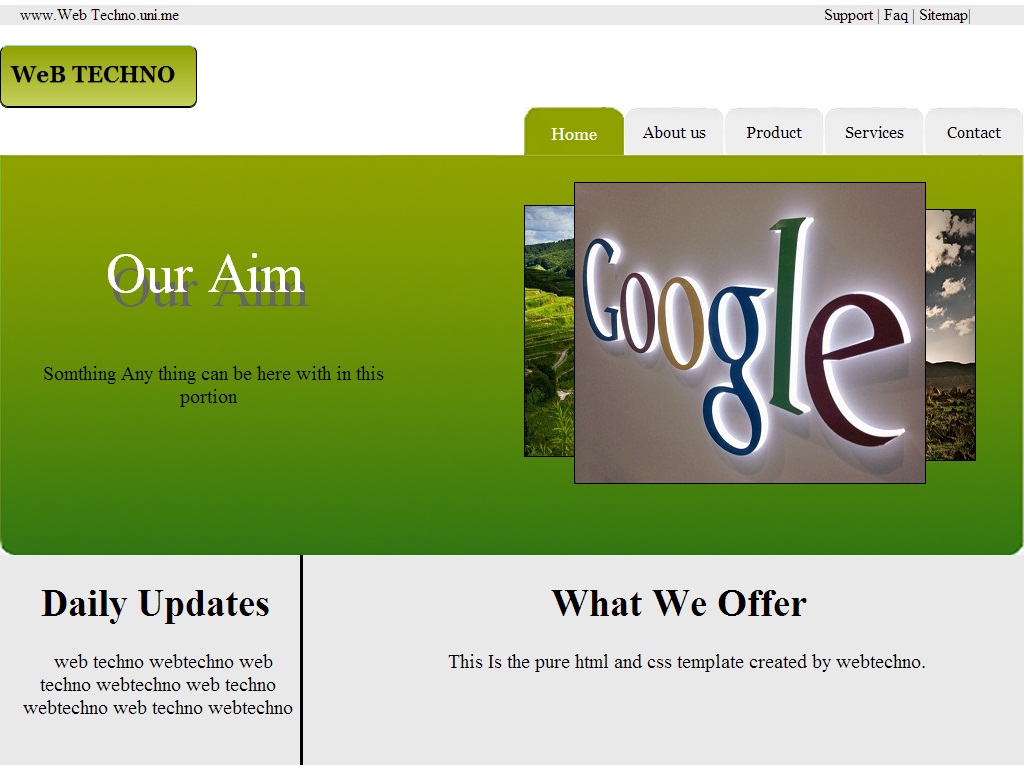 www.Web Techno.uni.me
Support | Faq | Sitemap|
WeB TECHNO
Home
About us
Product
Services
Contact
Our Aim
Somthing Any thing can be here with in this
portion
Google
Daily Updates
web techno webtechno web
techno webtechno web techno
webtechno web techno webtechno
What We Offer
This Is the pure html and css template created by webtechno.